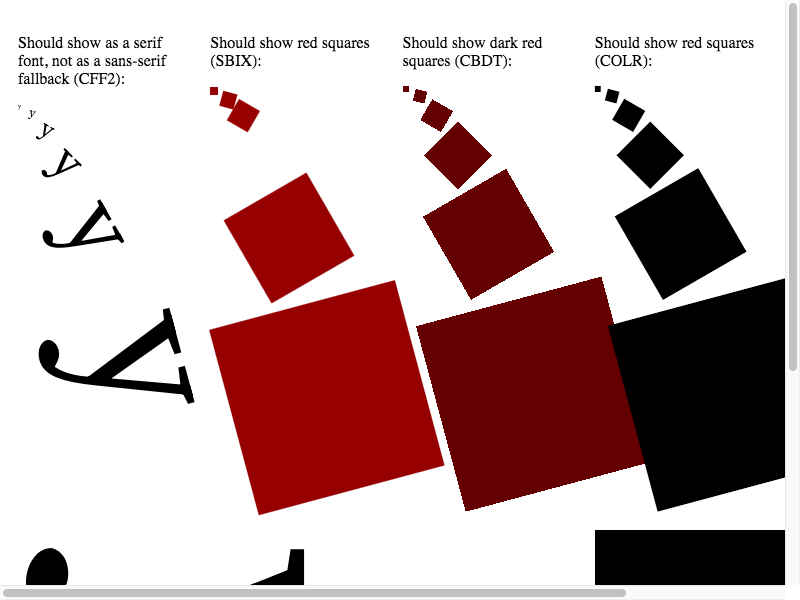 Should show as a serif
font, not as a sans-serif
fallback (CFF2):
y
y
y
y
y
y
Should show red squares
(SBIX):
Should show dark red
squares (CBDT):
Should show red squares
(COLR):